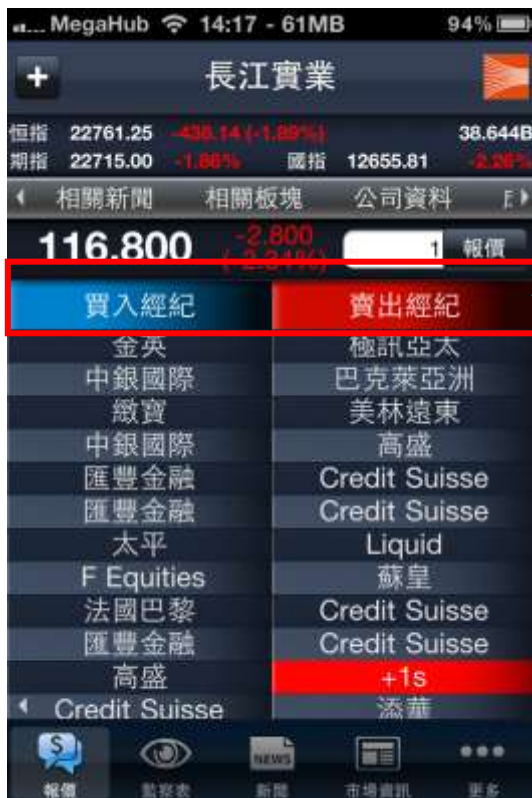 MegaHub 14:17 - 61MB 94%
+ 長江實業
恒指 22761.25 -438.14 (-1.89%) 38.644B
期指 22715.00 -1.86% 國指 12655.81 -2.26%
相關新聞 相關板塊 公司資料
116.800 -2.800 1 報價
(-2.34%)
買入經紀 賣出經紀
金英 極訊亞太
中銀國際 巴克萊亞洲
緻寶 美林遠東
中銀國際 高盛
匯豐金融 Credit Suisse
匯豐金融 Credit Suisse
太平 Liquid
F Equities 蘇皇
法國巴黎 Credit Suisse
匯豐金融 Credit Suisse
高盛 +1s
Credit Suisse 添華
S NEWS
報價 監察表 新聞 市場資訊 更多